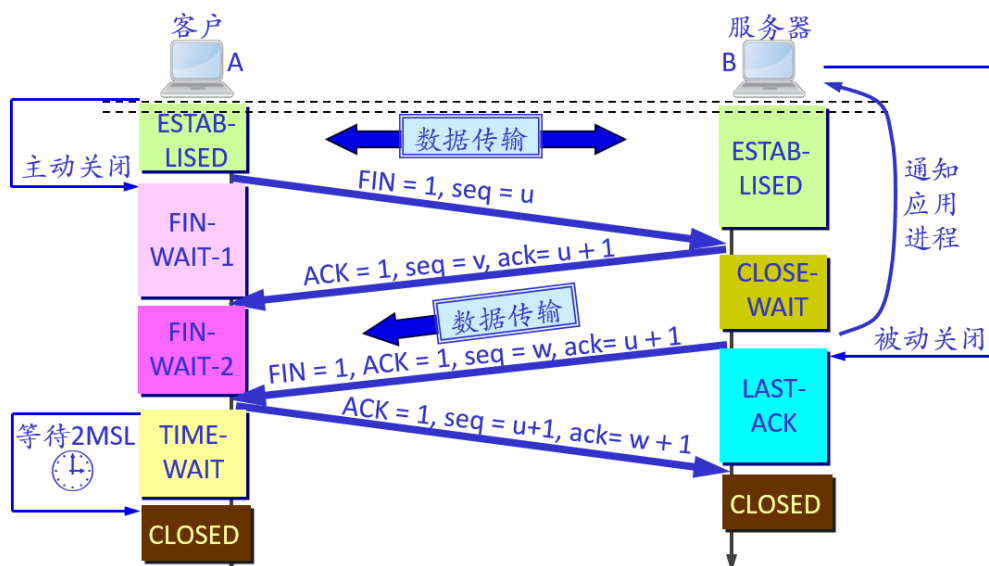 客户
服务器
A
B
ESTAB-
LISED
数据传输
ESTAB-
LISED
主动关闭
FIN = 1, seq = u
通知
应用
进程
FIN-
WAIT-1
ACK = 1, seq = v, ack= u + 1
CLOSE-
WAIT
数据传输
FIN-
WAIT-2
被动关闭
FIN = 1, ACK = 1, seq = w, ack= u + 1
LAST-
ACK
ACK = 1, seq = u+1, ack= w + 1
等待2MSL
TIME-
WAIT
CLOSED
CLOSED